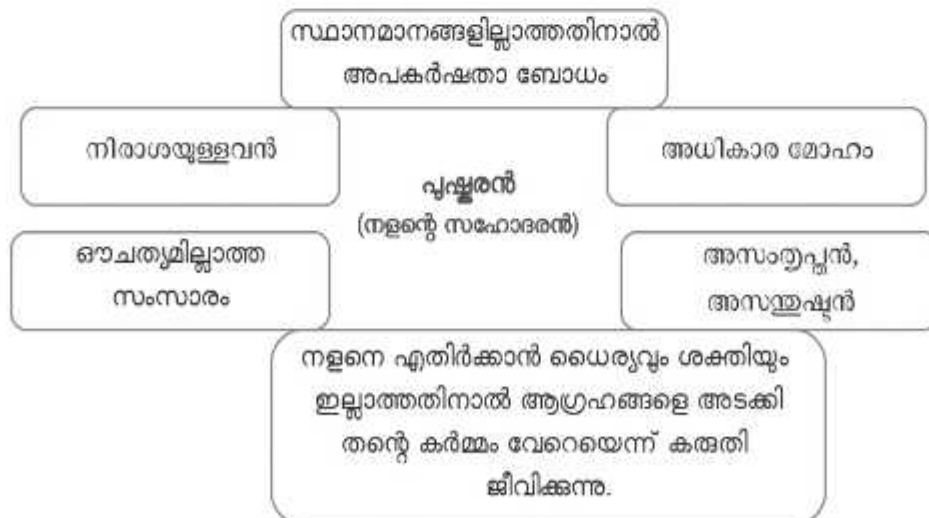 സ്ഥാനമാനങ്ങളില്ലാത്തതിനാൽ
അപകർഷതാ ബോധം
നിരാശയുള്ളവൻ
അധികാര മോഹം
പുഷ്കരൻ
(നളന്റെ സഹോദരൻ)
ഔചത്യമില്ലാത്ത
സംസാരം
അസംതൃപ്തൻ,
അസന്തുഷ്ടൻ
നളനെ എതിർക്കാൻ ധൈര്യവും ശക്തിയും
ഇല്ലാത്തതിനാൽ ആഗ്രഹങ്ങളെ അടക്കി
തന്റെ കർമ്മം വേറെയെന്ന് കരുതി
ജീവിക്കുന്നു.